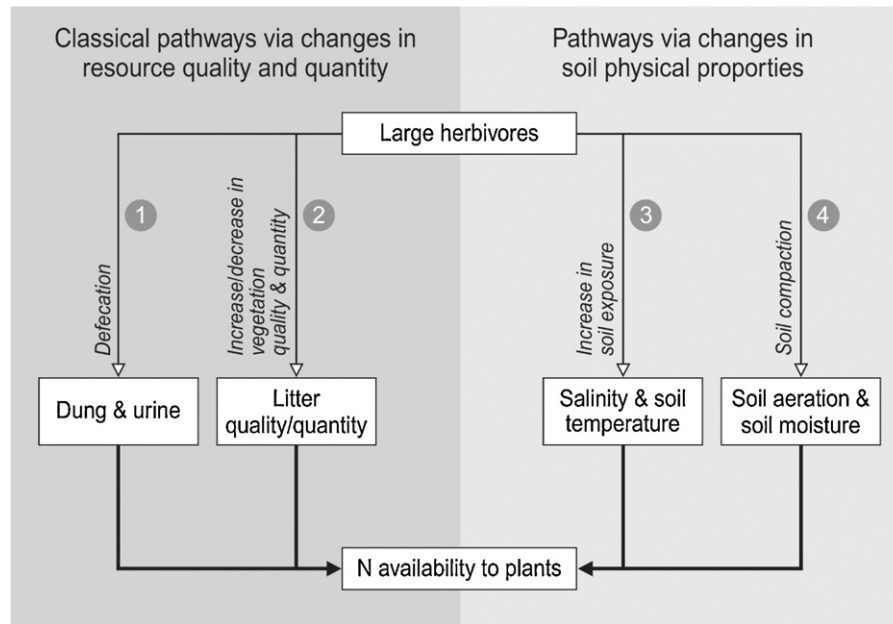 Classical pathways via changes in
resource quality and quantity
Pathways via changes in
soil physical proporties
Large herbivores
1
Defecation
2
Increase/decrease in
vegetation
quality & quantity
3
Increase in
soil exposure
4
Soil compaction
Dung & urine
Litter
quality/quantity
Salinity & soil
temperature
Soil aeration &
soil moisture
N availability to plants